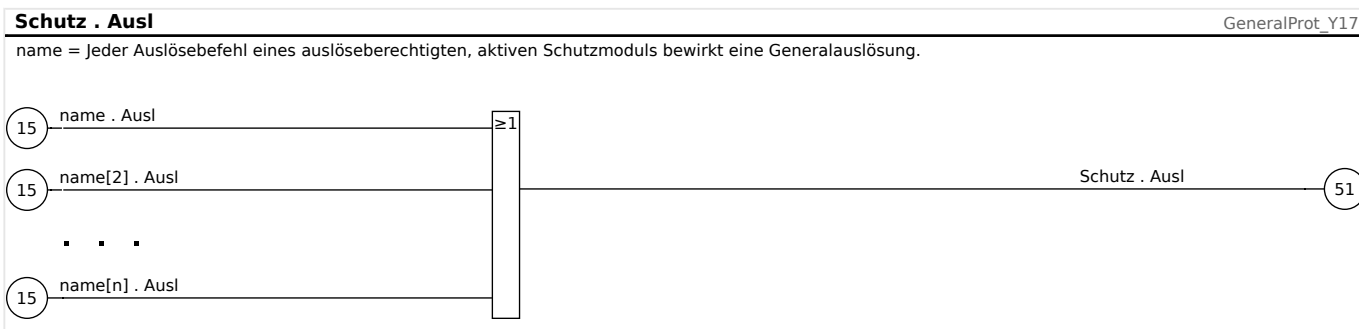 Schutz . Ausl GeneralProt_Y17
name = Jeder Auslösebefehl eines auslöseberechtigten, aktiven Schutzmoduls bewirkt eine Generalauslösung.
name . Ausl
15 ≥1
name[2] . Ausl Schutz . Ausl
15 51
. . .
name[n] . Ausl
15